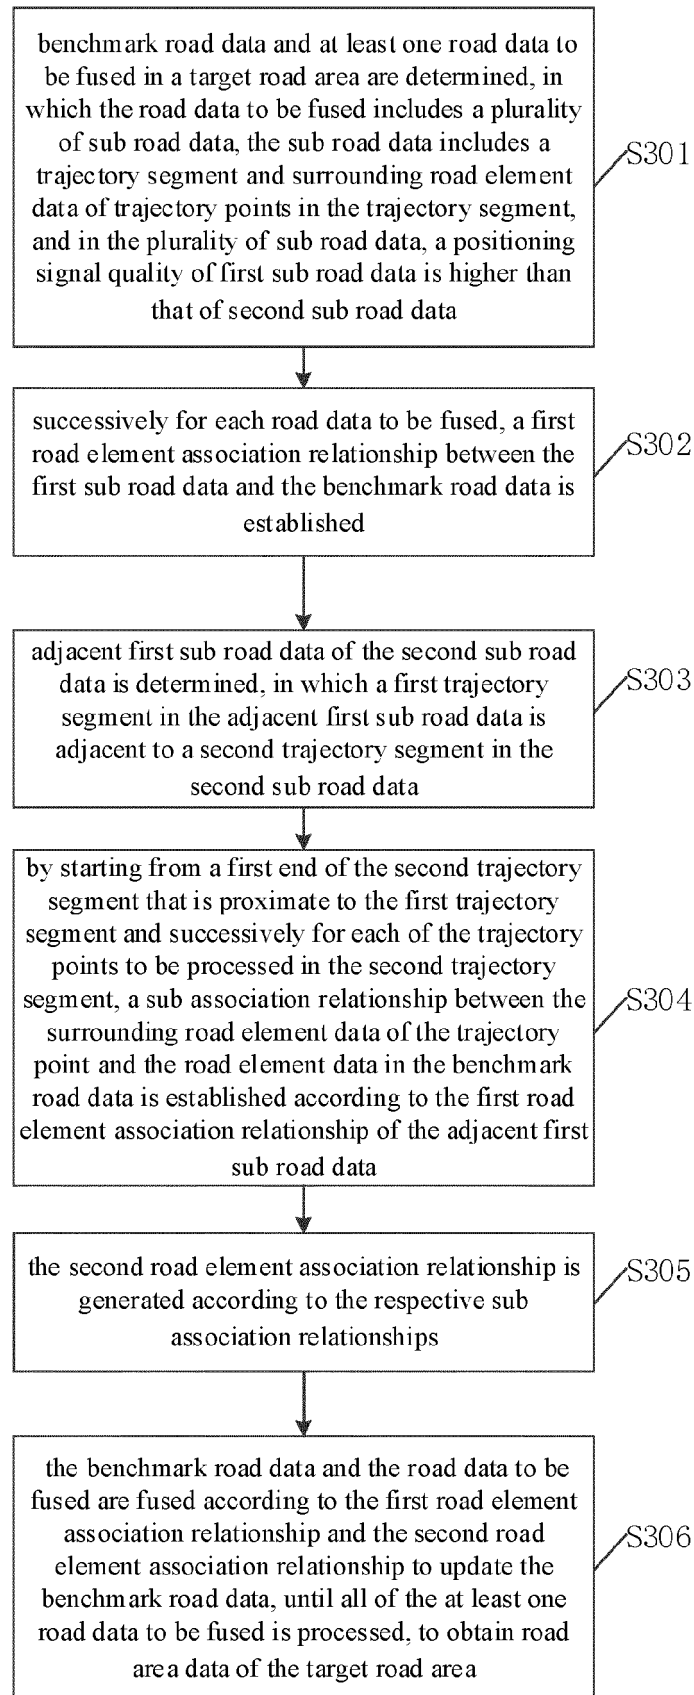 benchmark road data and at least one road data to
be fused in a target road area are determined, in
which the road data to be fused includes a plurality
of sub road data, the sub road data includes a
trajectory segment and surrounding road element
data of trajectory points in the trajectory segment,
and in the plurality of sub road data, a positioning
signal quality of first sub road data is higher than
that of second sub road data
S301
successively for each road data to be fused, a first
road element association relationship between the
first sub road data and the benchmark road data is
established
S302
adjacent first sub road data of the second sub road
data is determined, in which a first trajectory
segment in the adjacent first sub road data is
adjacent to a second trajectory segment in the
second sub road data
S303
by starting from a first end of the second trajectory
segment that is proximate to the first trajectory
segment and successively for each of the trajectory
points to be processed in the second trajectory
segment, a sub association relationship between the
surrounding road element data of the trajectory
point and the road element data in the benchmark
road data is established according to the first road
element association relationship of the adjacent first
sub road data
S304
the second road element association relationship is
generated according to the respective sub
association relationships
S305
the benchmark road data and the road data to be
fused are fused according to the first road element
association relationship and the second road
element association relationship to update the
benchmark road data, until all of the at least one
road data to be fused is processed, to obtain road
area data of the target road area
S306